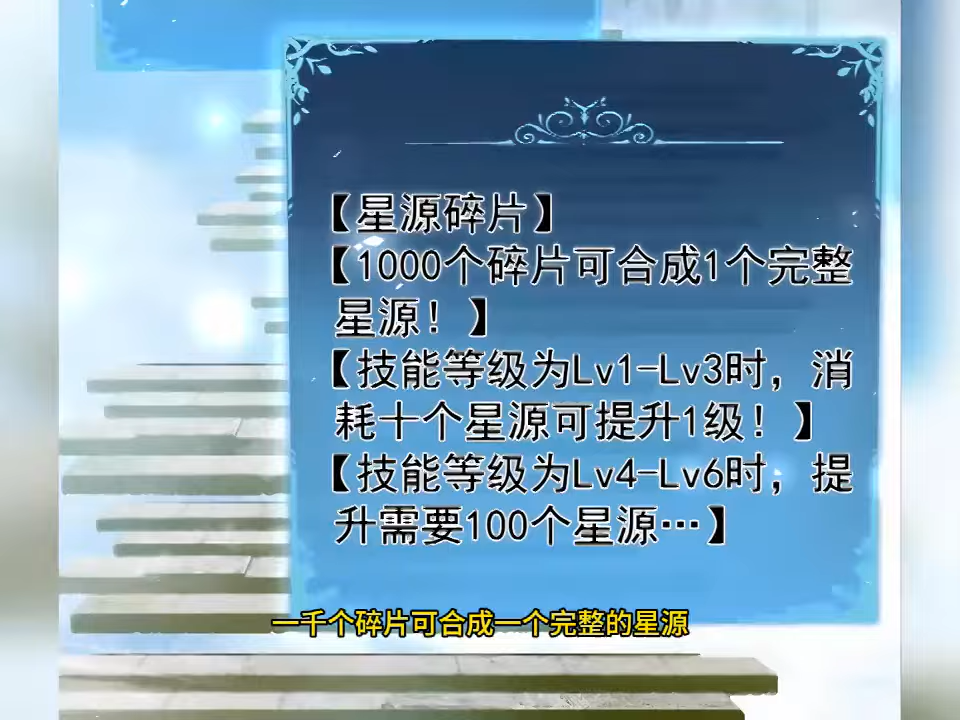 【星源碎片】
【1000个碎片可合成1个完整
星源！】
【技能等级为Lv1-Lv3时，消
耗十个星源可提升1级！】
【技能等级为Lv4-Lv6时，提
升需要100个星源…】
一千个碎片可合成一个完整的星源